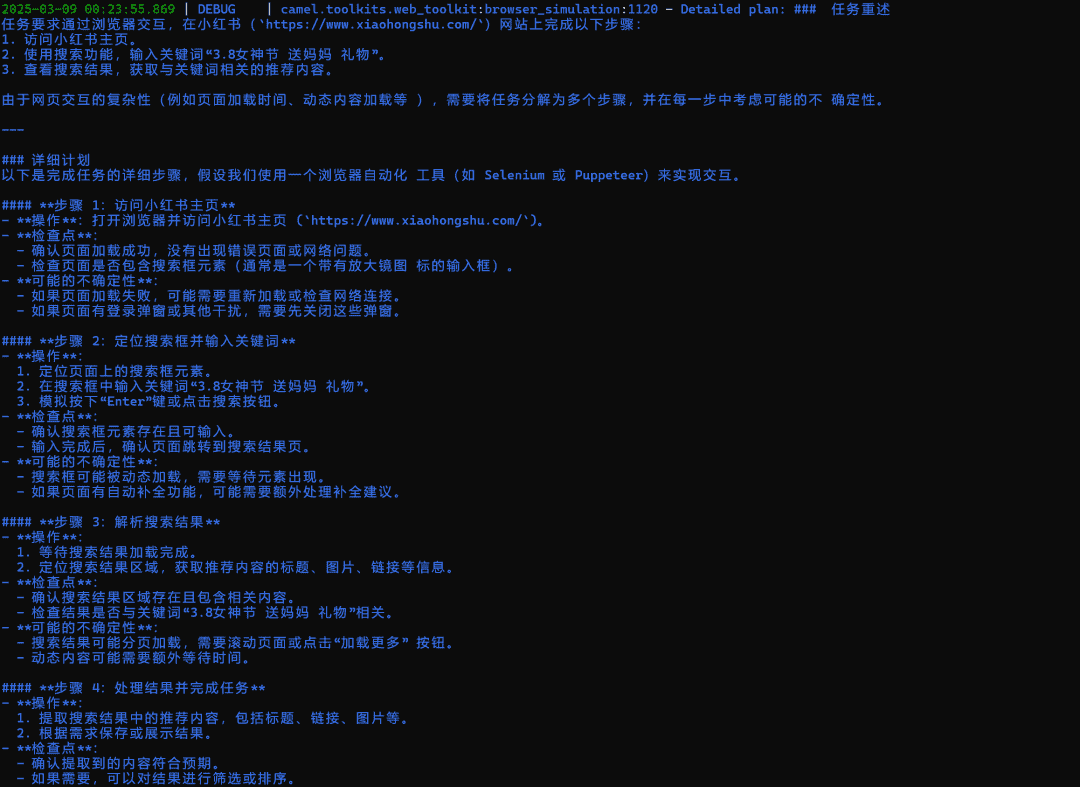 2025-03-09 00:23:55.869 | DEBUG    | camel.toolkits.web_toolkit:browser_simulation:1120 - Detailed plan: ### 任务重述
任务要求通过浏览器交互，在小红书（`https://www.xiaohongshu.com/`）网站上完成以下步骤：
1. 访问小红书主页。
2. 使用搜索功能，输入关键词“3.8女神节 送妈妈 礼物”。
3. 查看搜索结果，获取与关键词相关的推荐内容。
由于网页交互的复杂性（例如页面加载时间、动态内容加载等 ），需要将任务分解为多个步骤，并在每一步中考虑可能的不 确定性。
---
### 详细计划
以下是完成任务的详细步骤，假设我们使用一个浏览器自动化 工具（如 Selenium 或 Puppeteer）来实现交互。
#### **步骤 1：访问小红书主页**
- **操作**：打开浏览器并访问小红书主页（`https://www.xiaohongshu.com/`）。
- **检查点**：
  - 确认页面加载成功，没有出现错误页面或网络问题。
  - 检查页面是否包含搜索框元素（通常是一个带有放大镜图 标的输入框）。
- **可能的不确定性**：
  - 如果页面加载失败，可能需要重新加载或检查网络连接。
  - 如果页面有登录弹窗或其他干扰，需要先关闭这些弹窗。
#### **步骤 2：定位搜索框并输入关键词**
- **操作**：
  1. 定位页面上的搜索框元素。
  2. 在搜索框中输入关键词“3.8女神节 送妈妈 礼物”。
  3. 模拟按下“Enter”键或点击搜索按钮。
- **检查点**：
  - 确认搜索框元素存在且可输入。
  - 输入完成后，确认页面跳转到搜索结果页。
- **可能的不确定性**：
  - 搜索框可能被动态加载，需要等待元素出现。
  - 如果页面有自动补全功能，可能需要额外处理补全建议。
#### **步骤 3：解析搜索结果**
- **操作**：
  1. 等待搜索结果加载完成。
  2. 定位搜索结果区域，获取推荐内容的标题、图片、链接等信息。
- **检查点**：
  - 确认搜索结果区域存在且包含相关内容。
  - 检查结果是否与关键词“3.8女神节 送妈妈 礼物”相关。
- **可能的不确定性**：
  - 搜索结果可能分页加载，需要滚动页面或点击“加载更多” 按钮。
  - 动态内容可能需要额外等待时间。
#### **步骤 4：处理结果并完成任务**
- **操作**：
  1. 提取搜索结果中的推荐内容，包括标题、链接、图片等。
  2. 根据需求保存或展示结果。
- **检查点**：
  - 确认提取到的内容符合预期。
  - 如果需要，可以对结果进行筛选或排序。